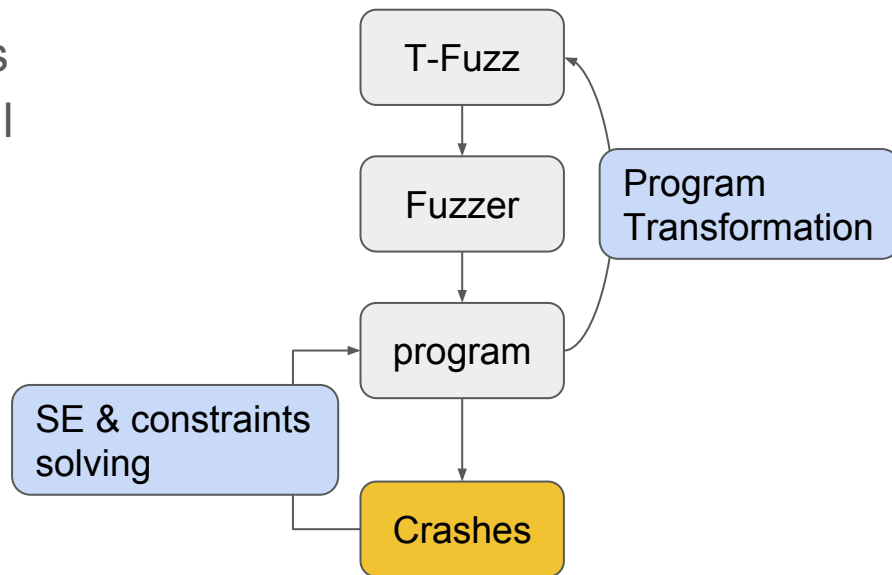 s
l
T-Fuzz
Fuzzer
Program
Transformation
program
SE & constraints
solving
Crashes